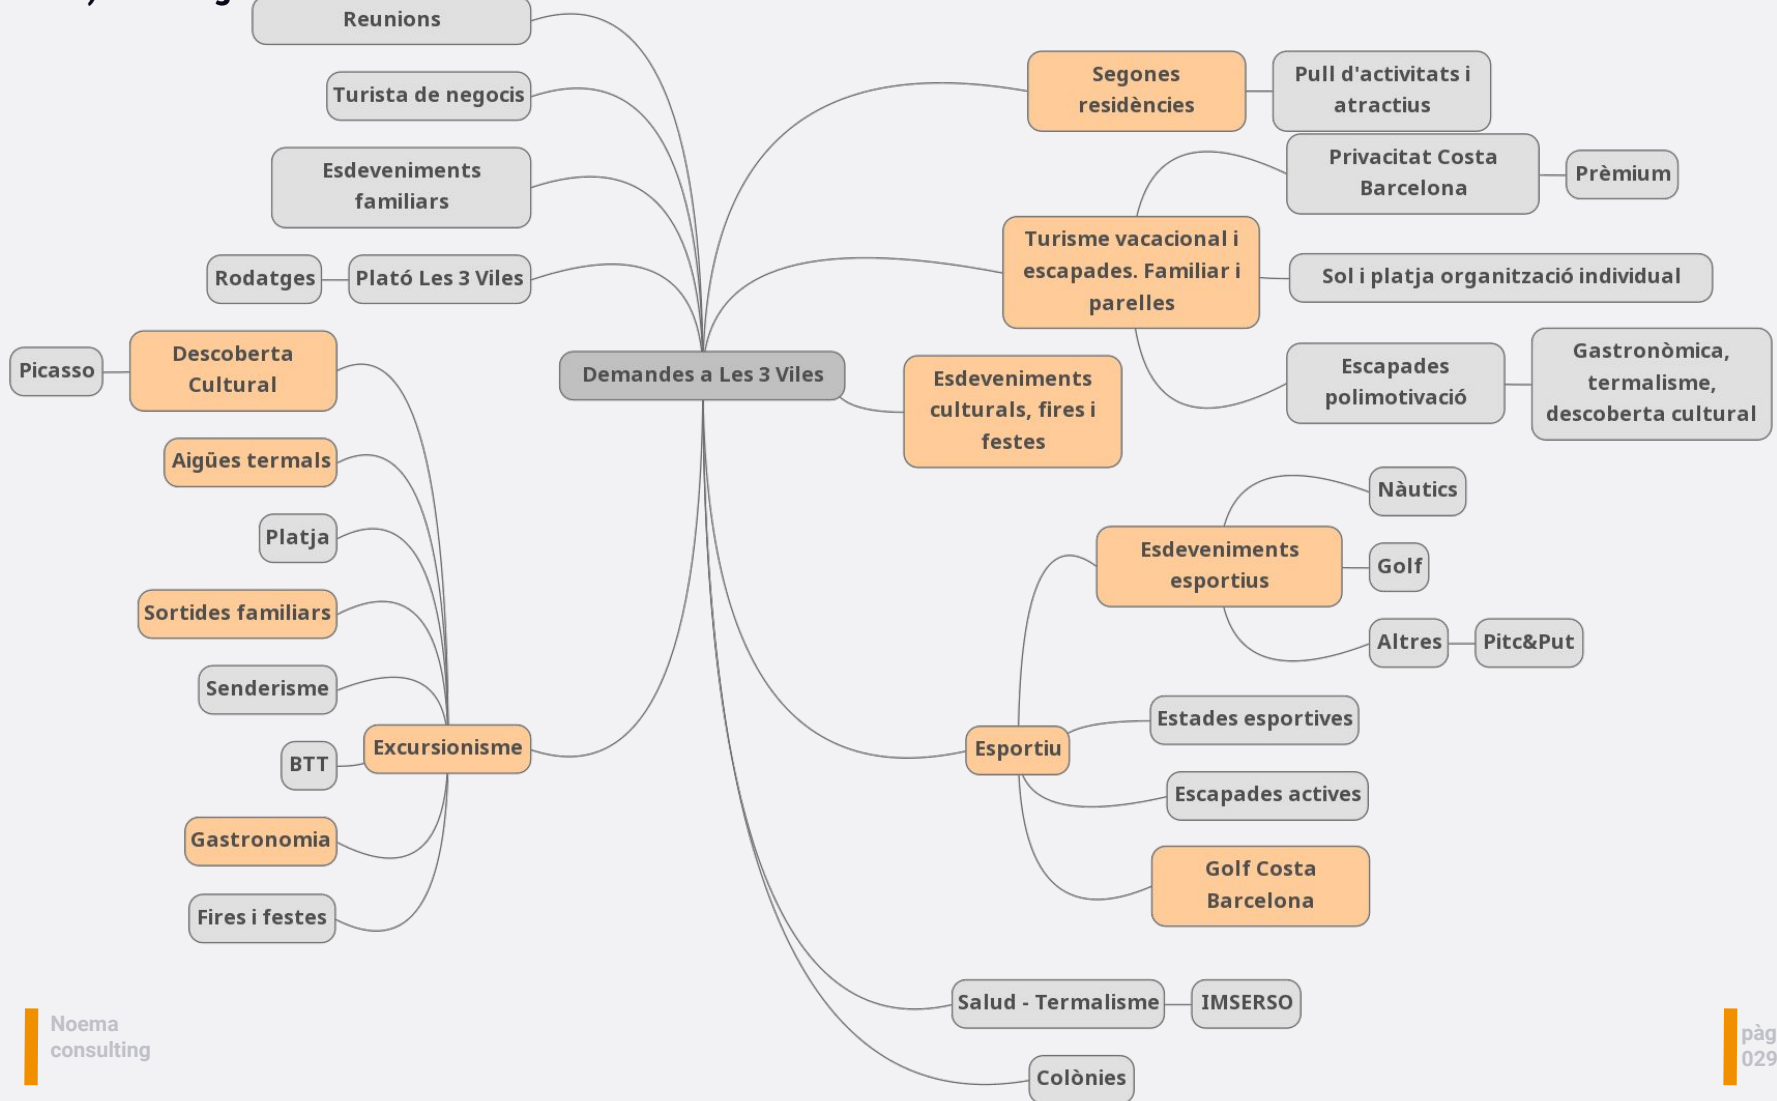 Reunions
Turista de negocis
Esdeveniments
familiars
Rodatges
Plató Les 3 Viles
Picasso
Descoberta
Cultural
Aigües termals
Platja
Sortides familiars
Senderisme
BTT
Excursionisme
Gastronomia
Fires i festes
Demandes a Les 3 Viles
Segones
residències
Pull d'activitats i
atractius
Privacitat Costa
Barcelona
Prèmium
Turisme vacacional i
escapades. Familiar i
parelles
Sol i platja organització individual
Escapades
polimotivació
Gastronòmica,
termalisme,
descoberta cultural
Esdeveniments
culturals, fires i
festes
Nàutics
Esdeveniments
esportius
Golf
Altres
Pitc&Put
Estades esportives
Esportiu
Escapades actives
Golf Costa
Barcelona
Salud - Termalisme
IMSERSO
Colònies
Noema
consulting
pàg
029